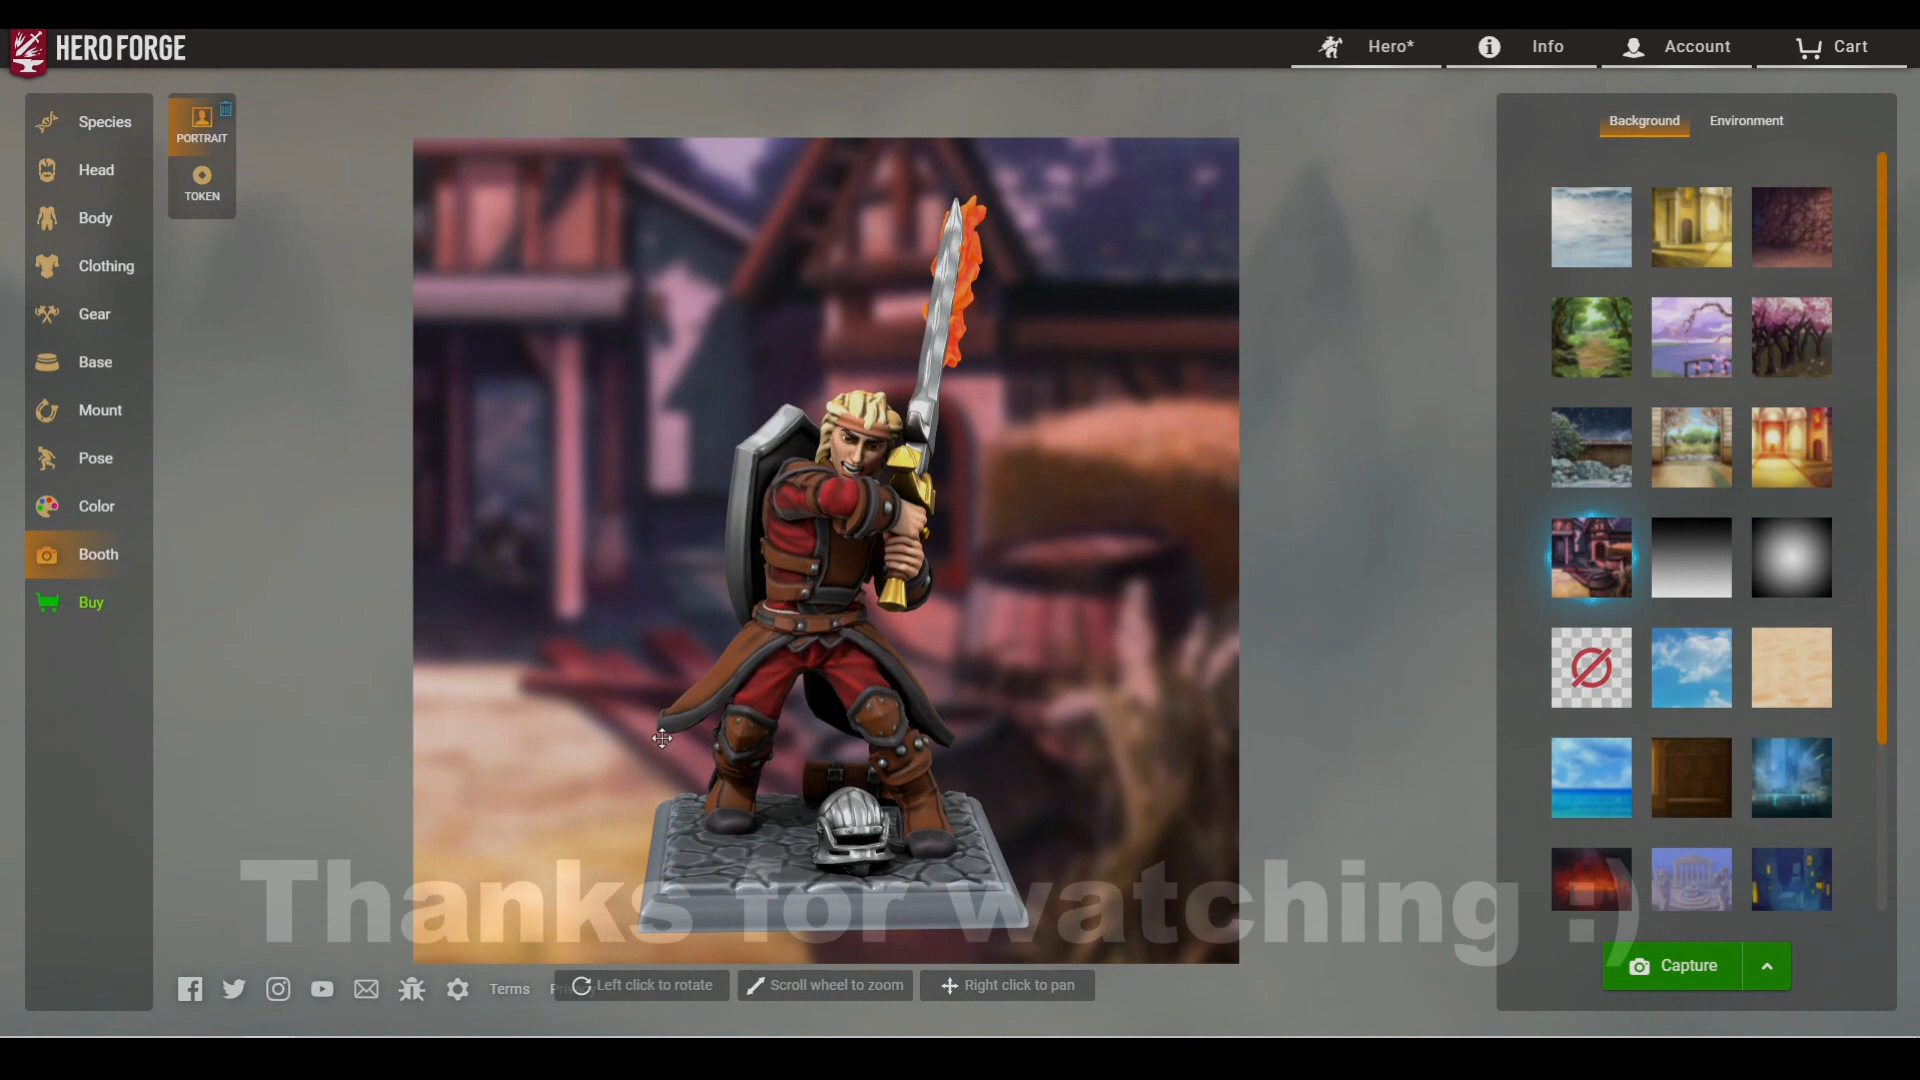 HERO FORGE
Hero*
Info
Account
Cart
Species
Head
Body
Clothing
Gear
Base
Mount
Pose
Color
Booth
Buy
PORTRAIT
TOKEN
Background
Environment
Thanks for watching :)
Capture
Terms
Left click to rotate
Scroll wheel to zoom
Right click to pan